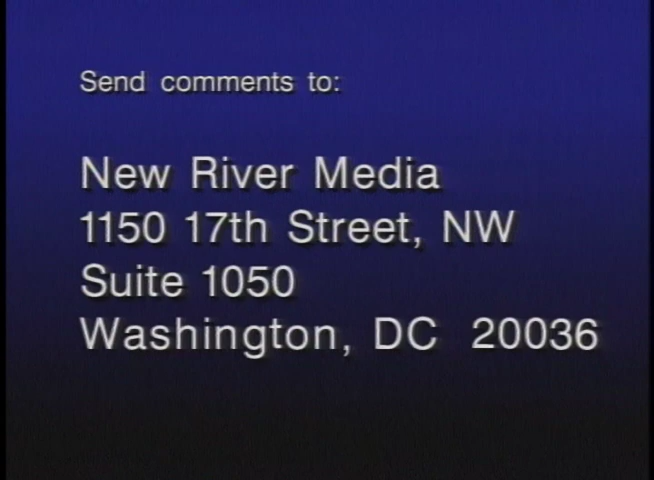 Send comments to:
New River Media
1150 17th Street, NW
Suite 1050
Washington, DC 20036